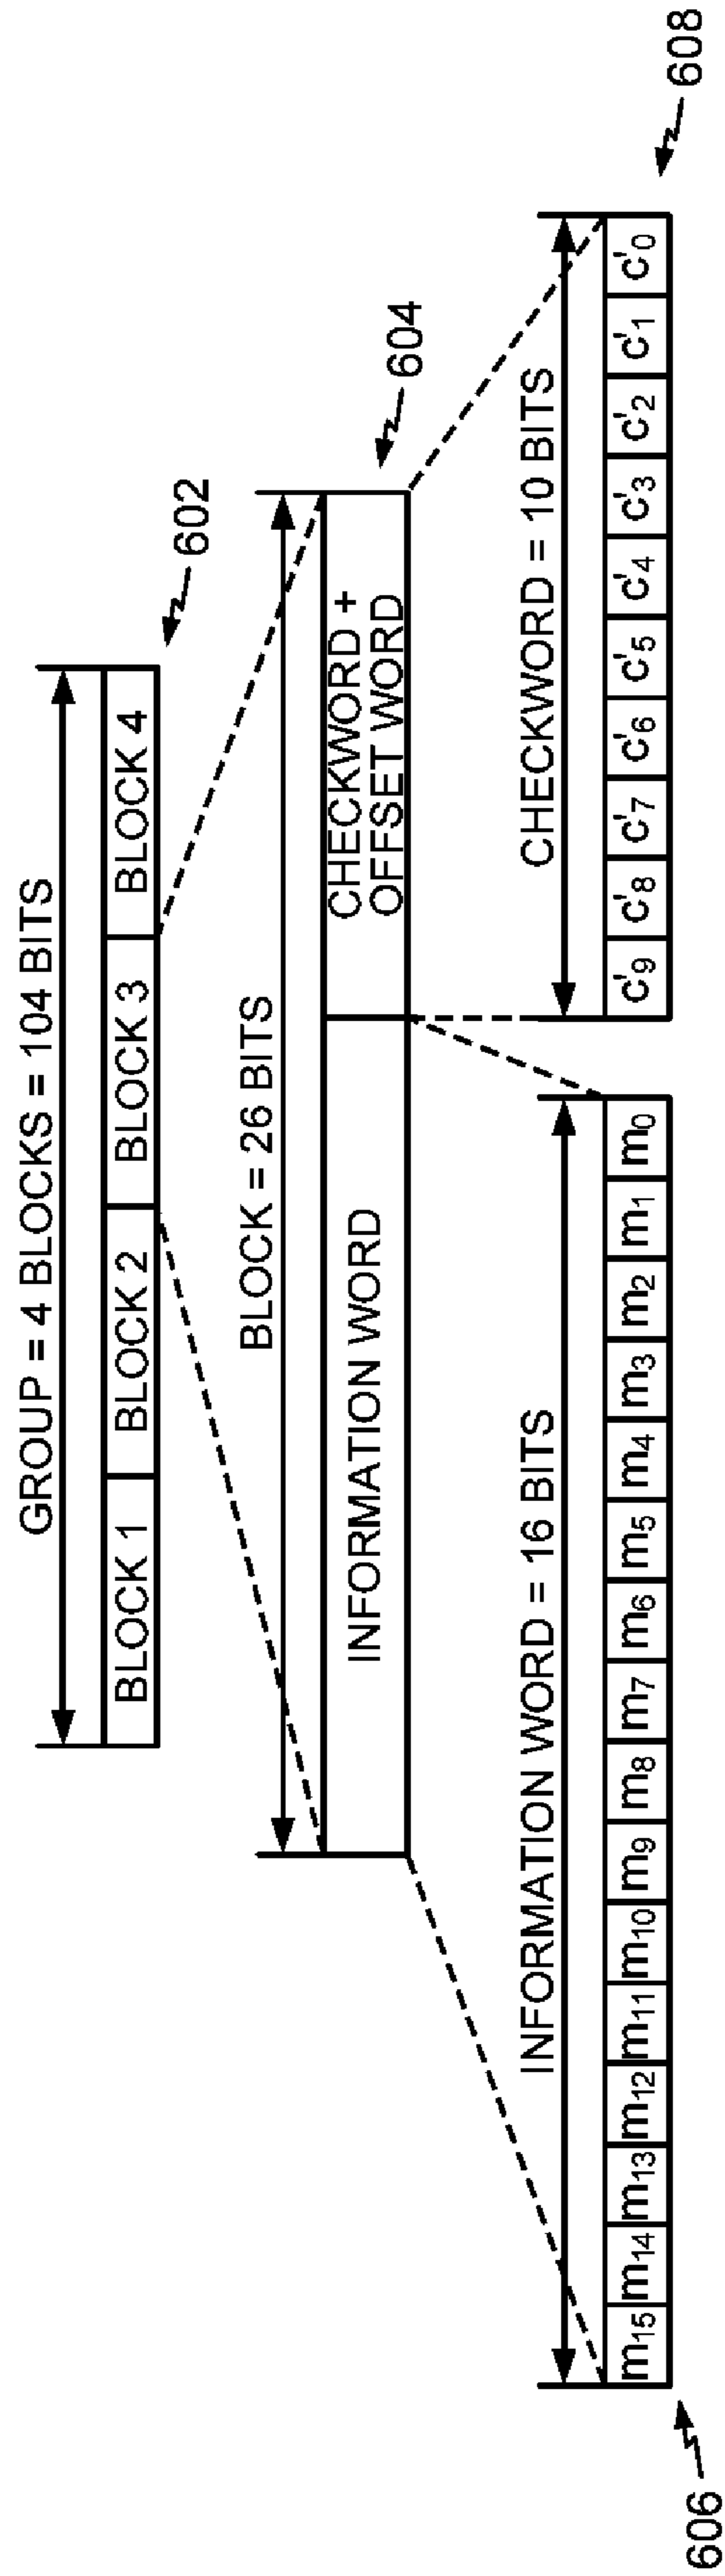 GROUP = 4 BLOCKS = 104 BITS
BLOCK 1 BLOCK 2 BLOCK 3 BLOCK 4
602
BLOCK = 26 BITS
INFORMATION WORD
CHECKWORD +
OFFSET WORD
604
INFORMATION WORD = 16 BITS
CHECKWORD = 10 BITS
m15 m14 m13 m12 m11 m10 m9 m8 m7 m6 m5 m4 m3 m2 m1 m0
c'9 c'8 c'7 c'6 c'5 c'4 c'3 c'2 c'1 c'0
606
608